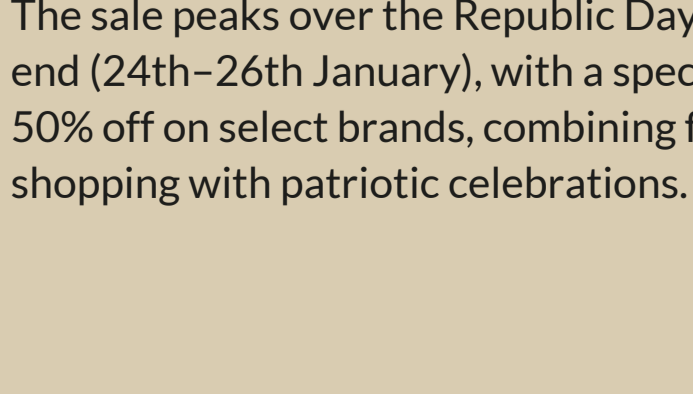 The sale peaks over the Republic Day
end (24th–26th January), with a spec
50% off on select brands, combining f
shopping with patriotic celebrations.